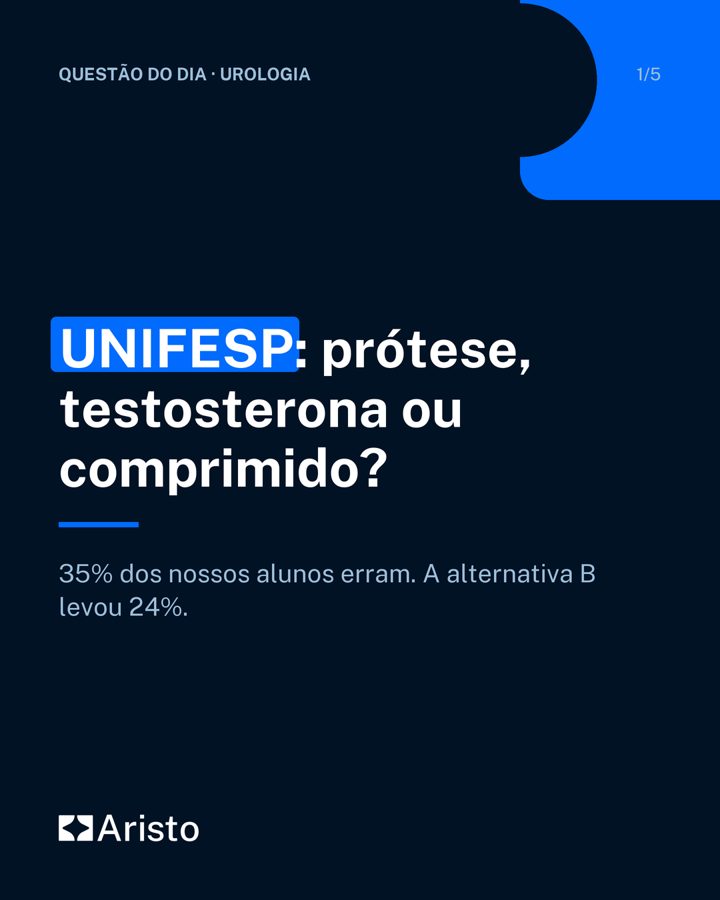 QUESTÃO DO DIA · UROLOGIA
1/5
UNIFESP: prótese,
testosterona ou
comprimido?
35% dos nossos alunos erram. A alternativa B
levou 24%.
Aristo